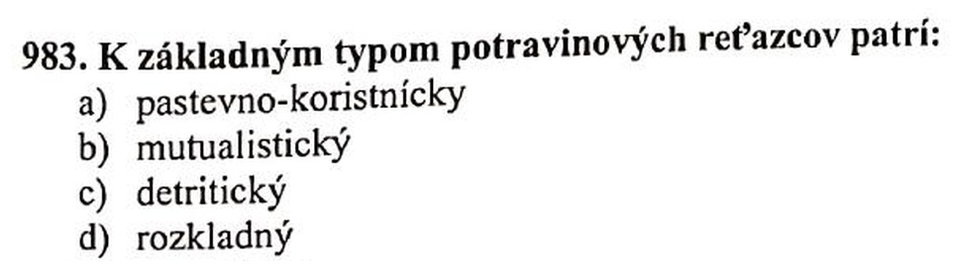 983. K základným typom potravinových reťazcov patrí:
a) pastevno-koristnícky
b) mutualistický
c) detritický
d) rozkladný